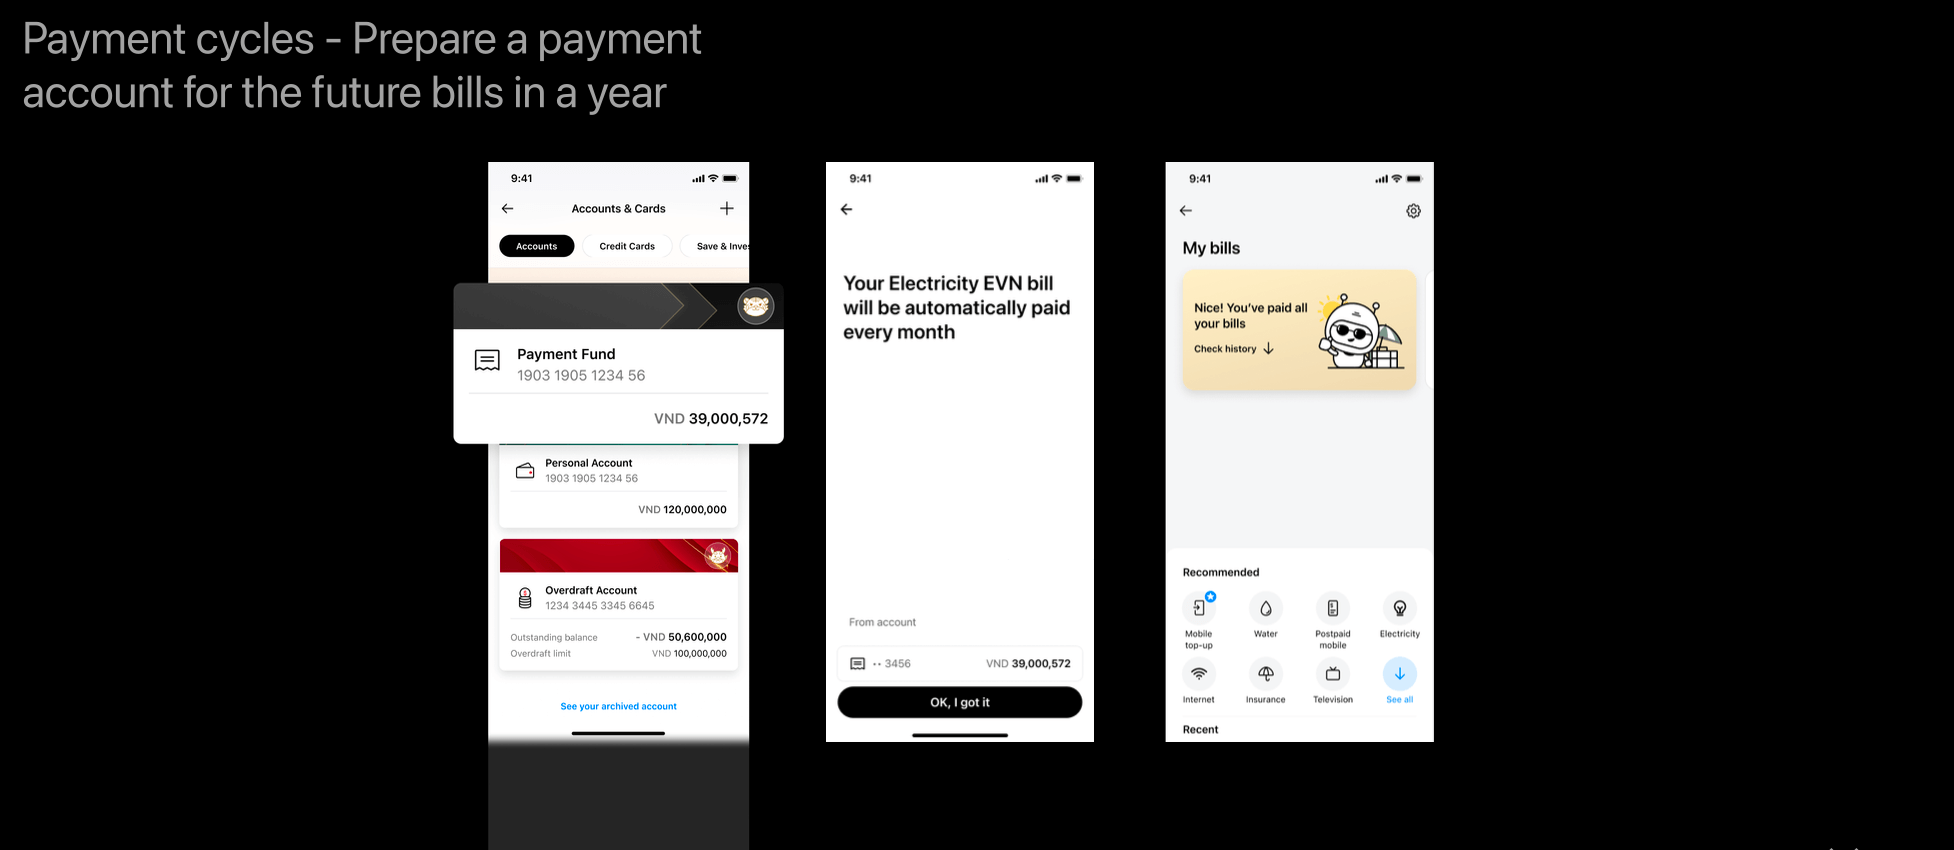 Payment cycles - Prepare a payment
account for the future bills in a year
9:41
Accounts & Cards
Accounts
Credit Cards
Save & Inves
Payment Fund
1903 1905 1234 56
VND 39,000,572
Personal Account
1903 1905 1234 56
VND 120,000,000
Overdraft Account
1234 3445 3345 6645
Outstanding balance - VND 50,600,000
Overdraft limit VND 100,000,000
See your archived account
9:41
Your Electricity EVN bill
will be automatically paid
every month
From account
•• 3456 VND 39,000,572
OK, I got it
9:41
My bills
Nice! You've paid all
your bills
Check history
Recommended
Mobile
top-up
Water
Postpaid
mobile
Electricity
Internet
Insurance
Television
See all
Recent